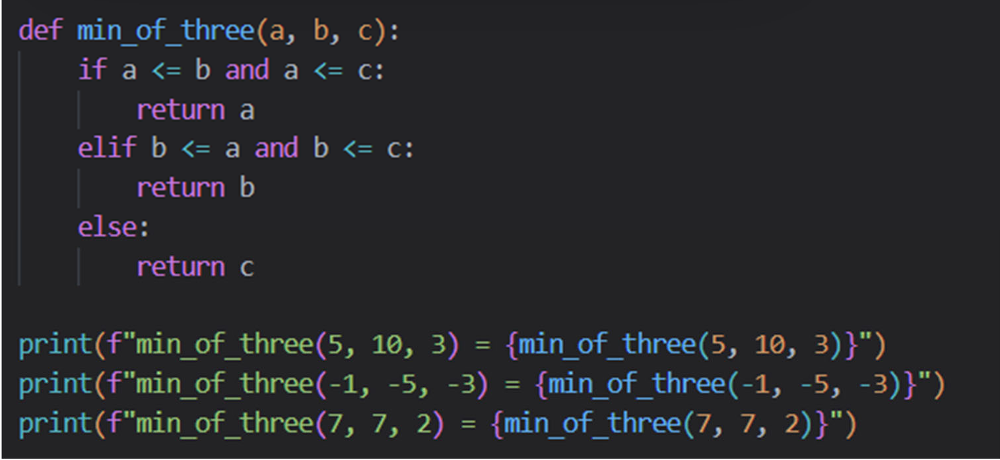 def min_of_three(a, b, c):
    if a <= b and a <= c:
        return a
    elif b <= a and b <= c:
        return b
    else:
        return c

print(f"min_of_three(5, 10, 3) = {min_of_three(5, 10, 3)}")
print(f"min_of_three(-1, -5, -3) = {min_of_three(-1, -5, -3)}")
print(f"min_of_three(7, 7, 2) = {min_of_three(7, 7, 2)}")